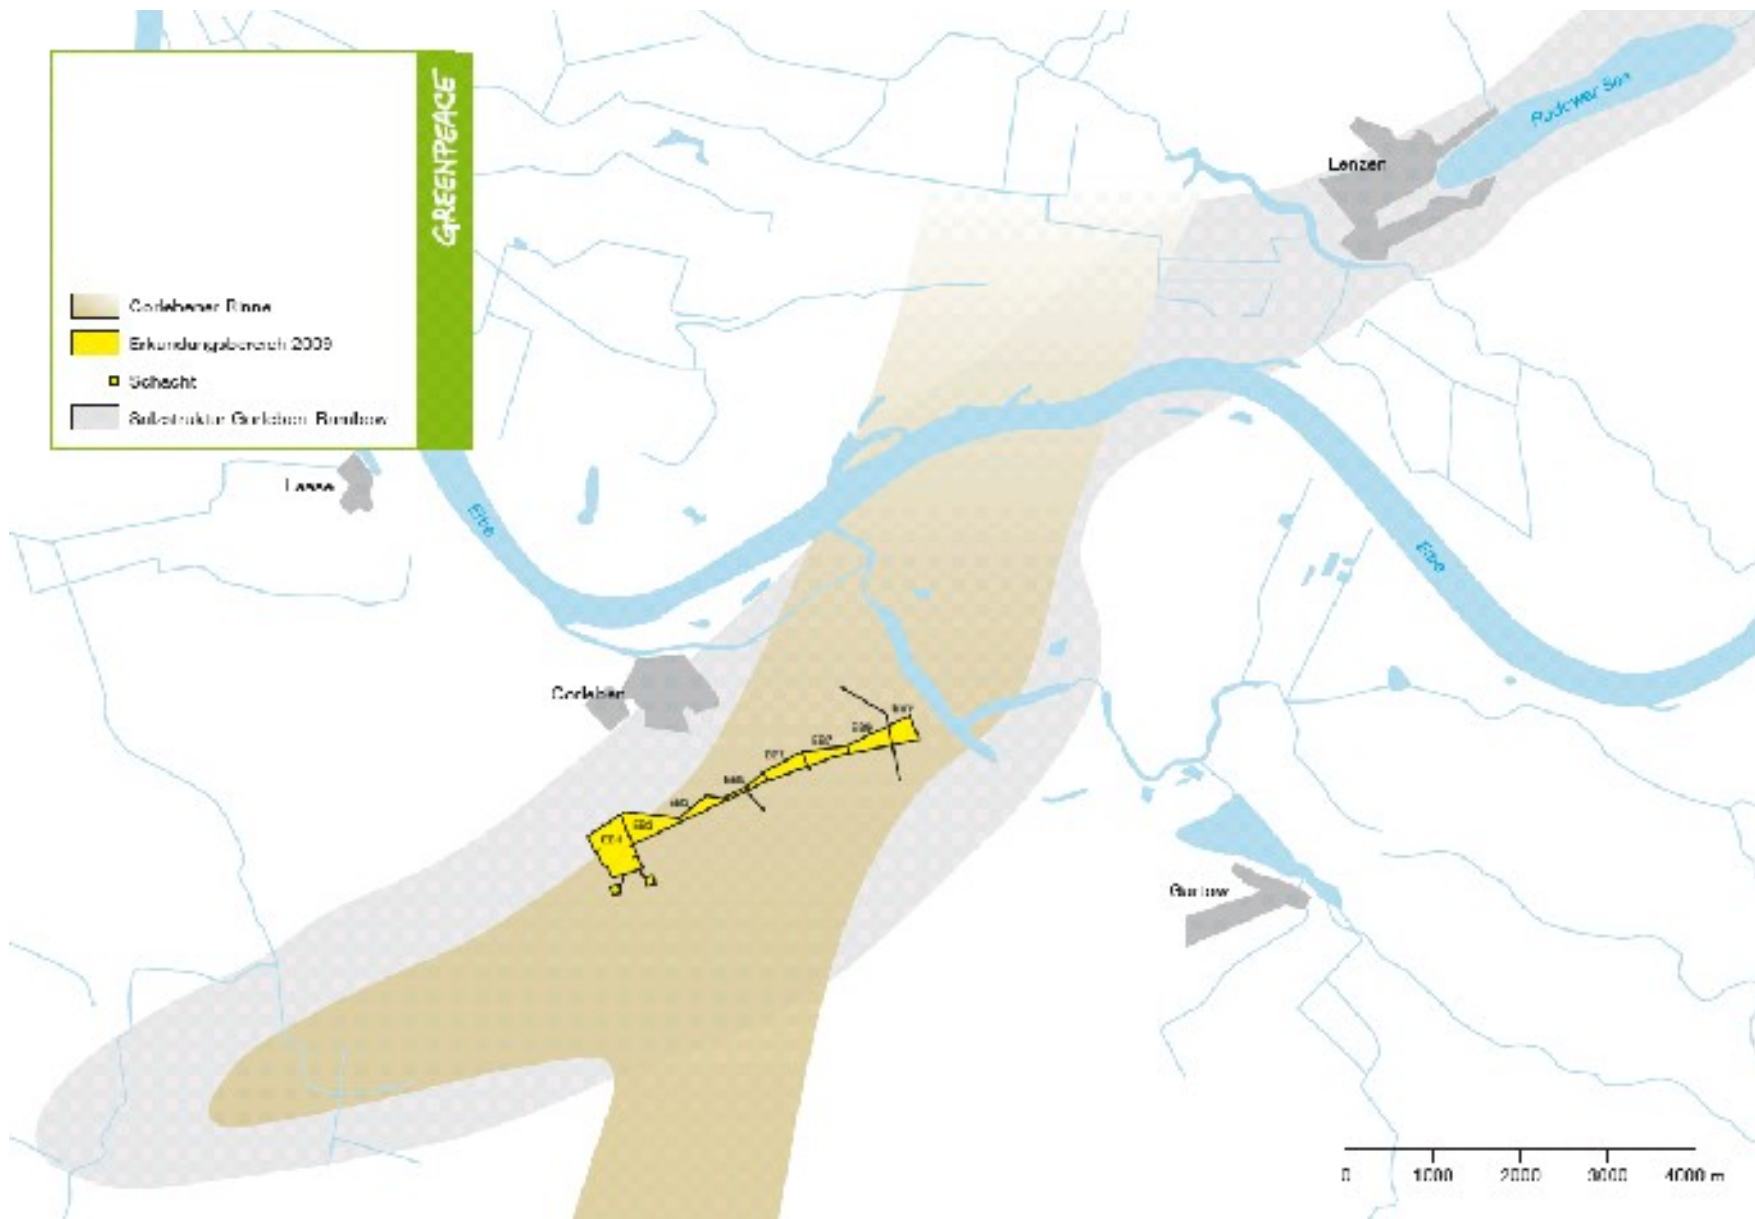 GREENPEACE
Gorlebener Rinne
Erkundungsbereich 2009
Schacht
Salzstruktur Gorleben-Rambow
Rudower See
Lenzen
Laase
Elbe
Elbe
Gorleben
Gartow
0 1000 2000 3000 4000 m